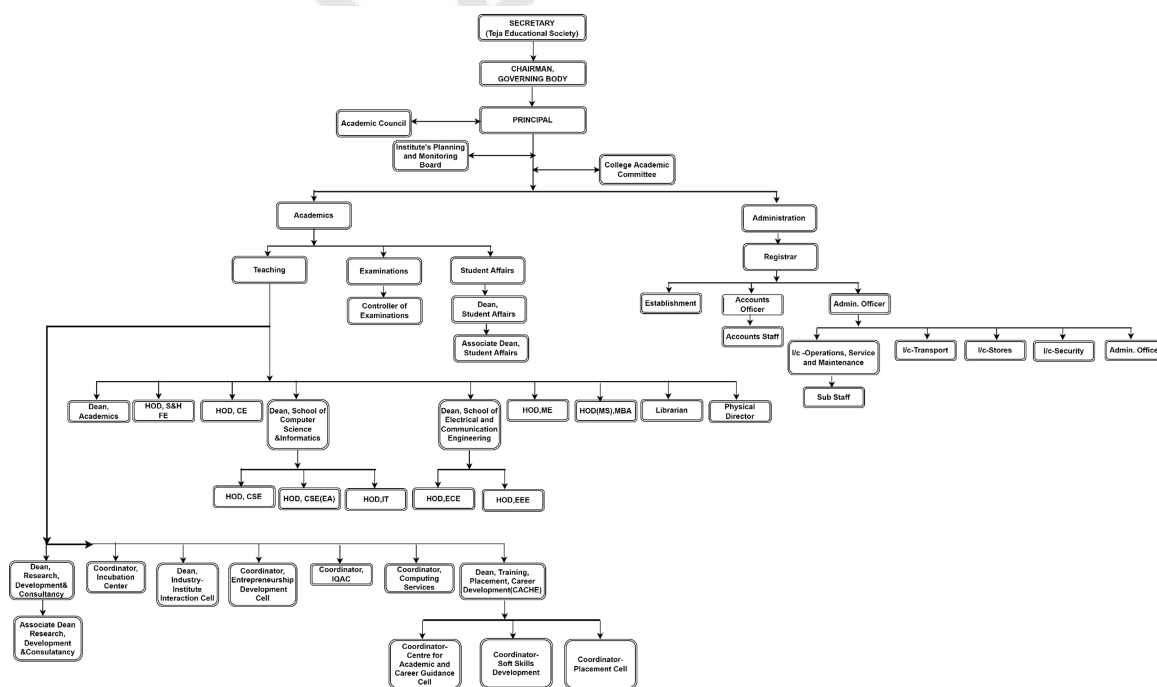 SECRETARY
(Teja Educational Society)
CHAIRMAN,
GOVERNING BODY
PRINCIPAL
Academic Council
Institute's Planning
and Monitoring
Board
College Academic
Committee
Academics
Administration
Teaching
Examinations
Student Affairs
Registrar
Controller of
Examinations
Dean,
Student Affairs
Establishment
Accounts
Officer
Admin. Officer
Associate Dean,
Student Affairs
Accounts Staff
I/c -Operations, Service
and Maintenance
I/c-Transport
I/c-Stores
I/c-Security
Admin. Office
Sub Staff
Dean,
Academics
HOD, S&H
FE
HOD, CE
Dean, School of
Computer
Science
&Informatics
Dean, School of
Electrical and
Communication
Engineering
HOD,ME
HOD(MS),MBA
Librarian
Physical
Director
HOD, CSE
HOD, CSE(EA)
HOD,IT
HOD,ECE
HOD,EEE
Dean,
Research,
Development&
Consultancy
Coordinator,
Incubation
Center
Dean,
Industry-
Institute
Interaction Cell
Coordinator,
Entrepreneurship
Development
Cell
Coordinator,
IQAC
Coordinator,
Computing
Services
Dean, Training,
Placement, Career
Development(CACHE)
Associate Dean
Research,
Development
&Consulatancy
Coordinator-
Centre for
Academic and
Career Guidance
Cell
Coordinator-
Soft Skills
Development
Coordinator-
Placement Cell